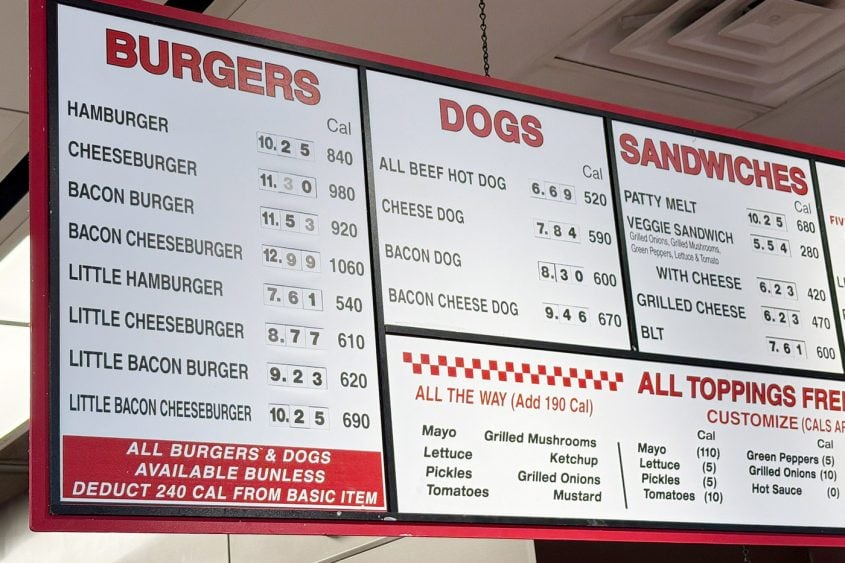 BURGERS
Cal
HAMBURGER 10.25 840
CHEESEBURGER 11.30 980
BACON BURGER 11.53 920
BACON CHEESEBURGER 12.99 1060
LITTLE HAMBURGER 7.61 540
LITTLE CHEESEBURGER 8.77 610
LITTLE BACON BURGER 9.23 620
LITTLE BACON CHEESEBURGER 10.25 690
ALL BURGERS & DOGS
AVAILABLE BUNLESS
DEDUCT 240 CAL FROM BASIC ITEM
DOGS
Cal
ALL BEEF HOT DOG 6.69 520
CHEESE DOG 7.84 590
BACON DOG 8.30 600
BACON CHEESE DOG 9.46 670
SANDWICHES
Cal
PATTY MELT 10.25 680
VEGGIE SANDWICH 5.54 280
Grilled Onions, Grilled Mushrooms,
Green Peppers, Lettuce & Tomato
WITH CHEESE 6.23 420
GRILLED CHEESE 6.23 470
BLT 7.61 600
FIV
L
ALL THE WAY (Add 190 Cal)
Mayo Grilled Mushrooms
Lettuce Ketchup
Pickles Grilled Onions
Tomatoes Mustard
ALL TOPPINGS FRE
CUSTOMIZE (CALS AR
Cal Cal
Mayo (110) Green Peppers (5)
Lettuce (5) Grilled Onions (10)
Pickles (5) Hot Sauce (0)
Tomatoes (10)